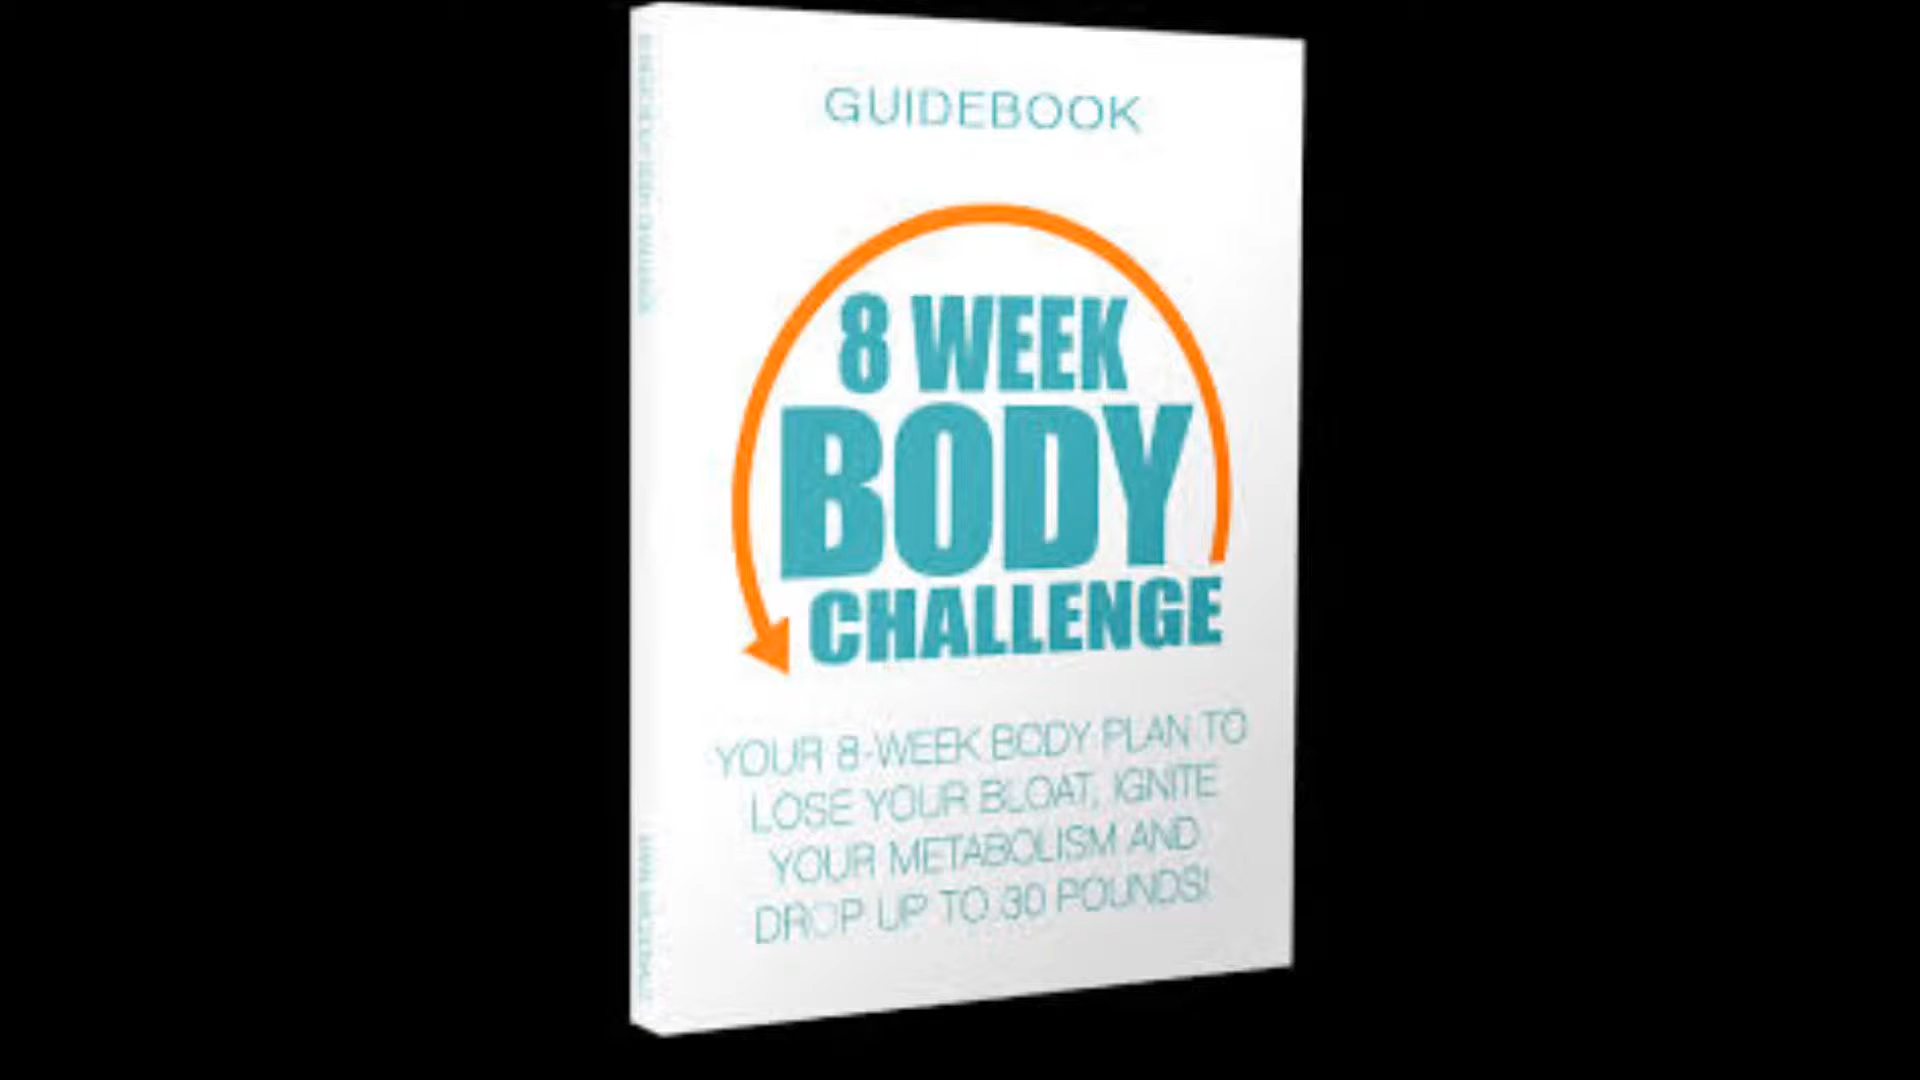 GUIDEBOOK
8 WEEK
BODY
CHALLENGE
YOUR 8-WEEK BODY PLAN TO
LOSE YOUR BLOAT, IGNITE
YOUR METABOLISM AND
DROP UP TO 30 POUNDS!